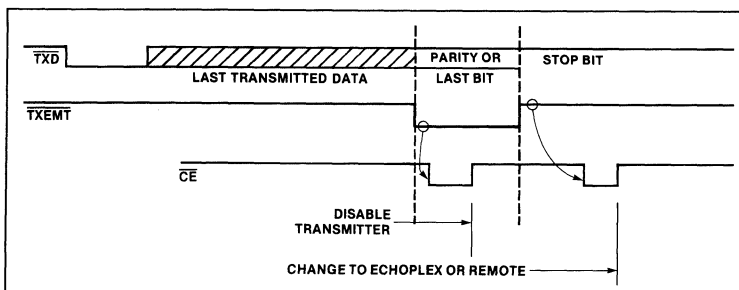 TXD
PARITY OR
STOP BIT
LAST TRANSMITTED DATA
LAST BIT
TXEMT
CE
DISABLE
TRANSMITTER
CHANGE TO ECHOPLEX OR REMOTE